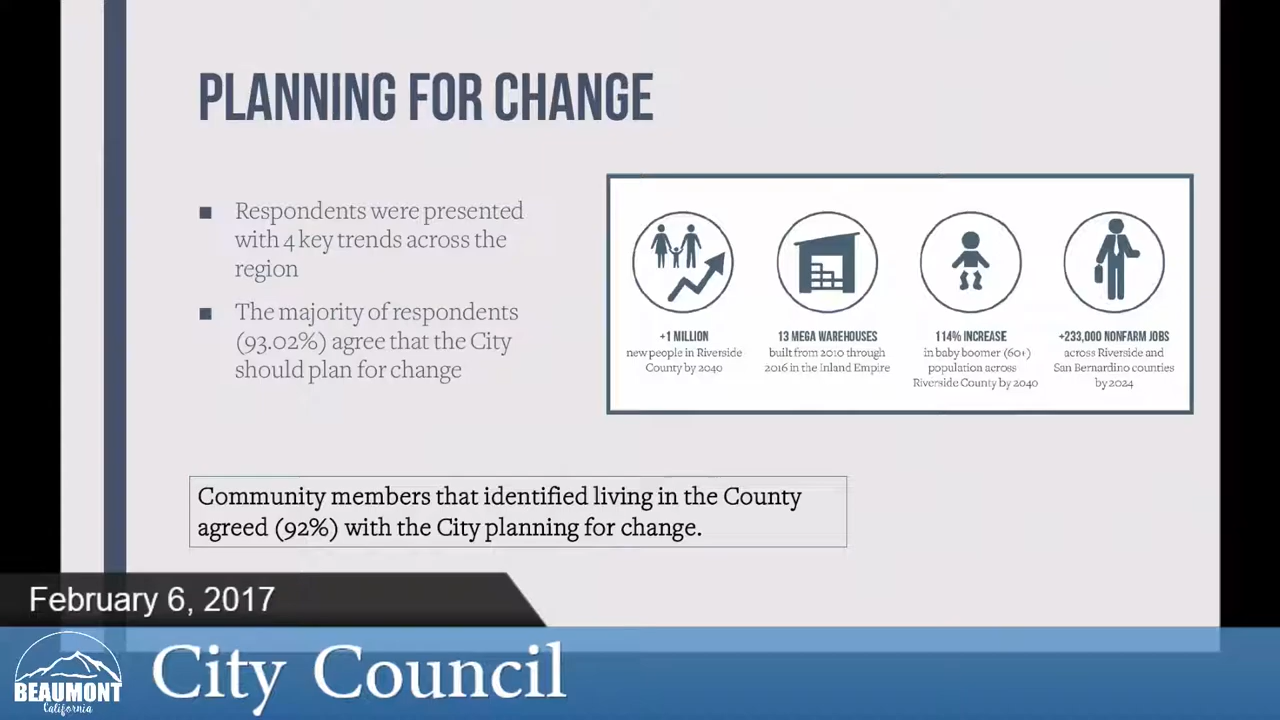 PLANNING FOR CHANGE
■ Respondents were presented
with 4 key trends across the
region
■ The majority of respondents
(93.02%) agree that the City
should plan for change
+1 MILLION
new people in Riverside
County by 2040
13 MEGA WAREHOUSES
built from 2010 through
2016 in the Inland Empire
114% INCREASE
in baby boomer (60+)
population across
Riverside County by 2040
+233,000 NONFARM JOBS
across Riverside and
San Bernardino counties
by 2024
Community members that identified living in the County
agreed (92%) with the City planning for change.
February 6, 2017
BEAUMONT
California
City Council